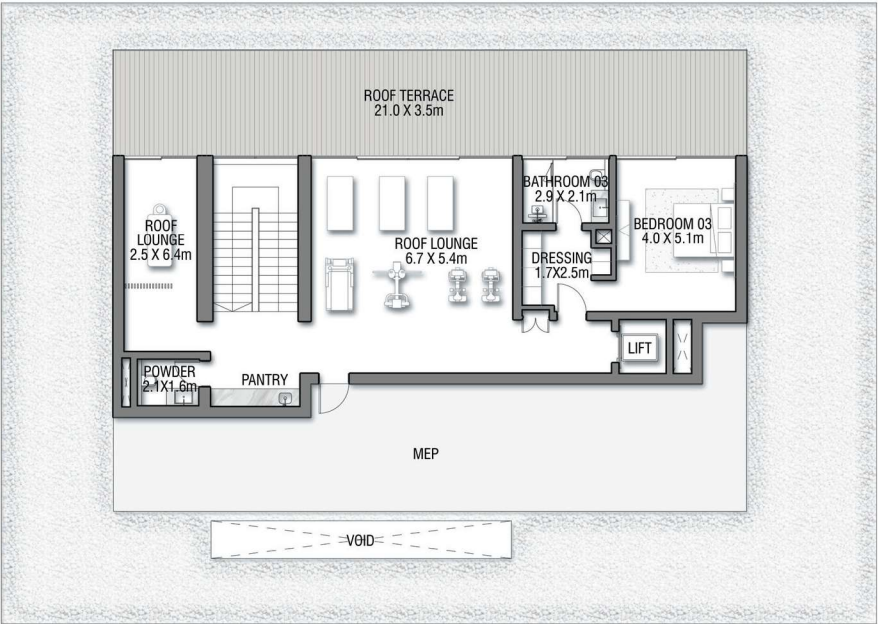 ROOF TERRACE
21.0 X 3.5m
BATHROOM 03
2.9 X 2.1m
ROOF
LOUNGE
2.5 X 6.4m
ROOF LOUNGE
6.7 X 5.4m
BEDROOM 03
4.0 X 5.1m
DRESSING
1.7X2.5m
LIFT
POWDER
2.1X1.6m
PANTRY
MEP
VOID